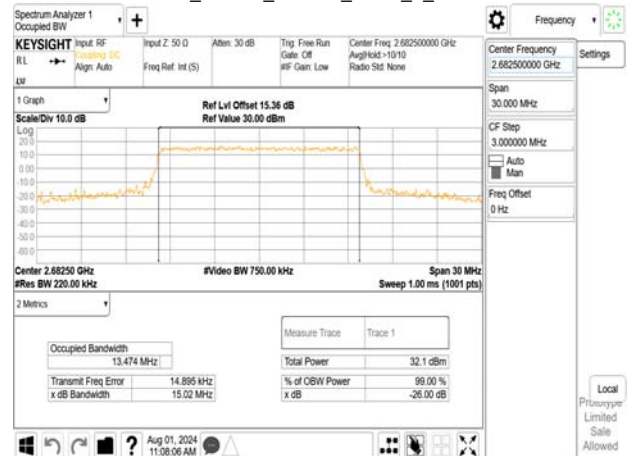 Spectrum Analyzer 1
Occupied BW
+
Frequency
KEYSIGHT
RL
LW
Input: RF
Coupling: DC
Align: Auto
Input Z: 50 Ω
Freq Ref: Int (S)
Atten: 30 dB
Trig: Free Run
Gate: Off
#IF Gain: Low
Center Freq: 2.682500000 GHz
Avg|Hold:>10/10
Radio Std: None
Center Frequency
2.682500000 GHz
Settings
Span
30.000 MHz
CF Step
3.000000 MHz
Auto
Man
Freq Offset
0 Hz
1 Graph
Scale/Div 10.0 dB
Ref Lvl Offset 15.36 dB
Ref Value 30.00 dBm
Log
20.0
10.0
0.00
-10.0
-20.0
-30.0
-40.0
-50.0
-60.0
Center 2.68250 GHz
#Res BW 220.00 kHz
#Video BW 750.00 kHz
Span 30 MHz
Sweep 1.00 ms (1001 pts)
2 Metrics
Measure Trace Trace 1
Occupied Bandwidth
13.474 MHz
Total Power 32.1 dBm
Transmit Freq Error 14.895 kHz
% of OBW Power 99.00 %
x dB Bandwidth 15.02 MHz
x dB -26.00 dB
Local
Prototype
Limited
Sale
Allowed
?
Aug 01, 2024
11:08:06 AM